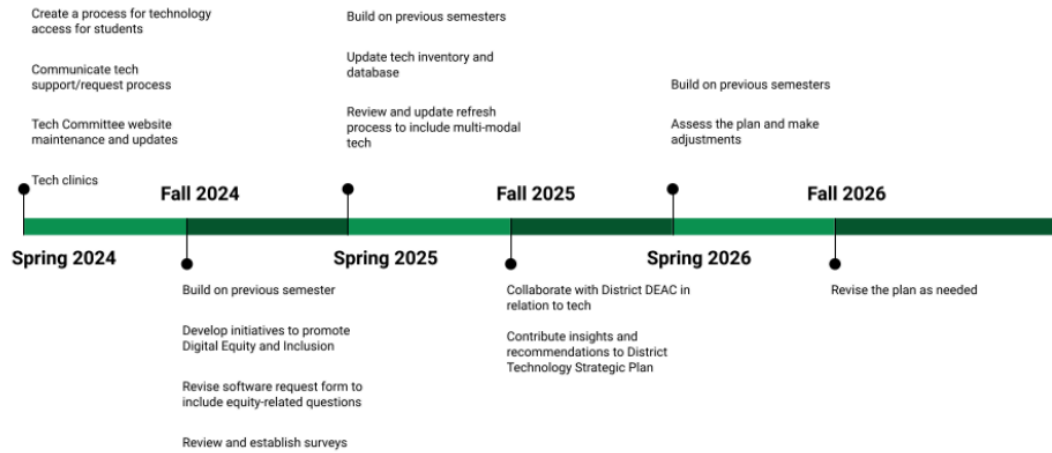 Create a process for technology
access for students
Communicate tech
support/request process
Tech Committee website
maintenance and updates
Tech clinics
Build on previous semesters
Update tech inventory and
database
Review and update refresh
process to include multi-modal
tech
Build on previous semesters
Assess the plan and make
adjustments
Fall 2024
Fall 2025
Fall 2026
Spring 2024
Spring 2025
Spring 2026
Build on previous semester
Develop initiatives to promote
Digital Equity and Inclusion
Revise software request form to
include equity-related questions
Review and establish surveys
Collaborate with District DEAC in
relation to tech
Contribute insights and
recommendations to District
Technology Strategic Plan
Revise the plan as needed